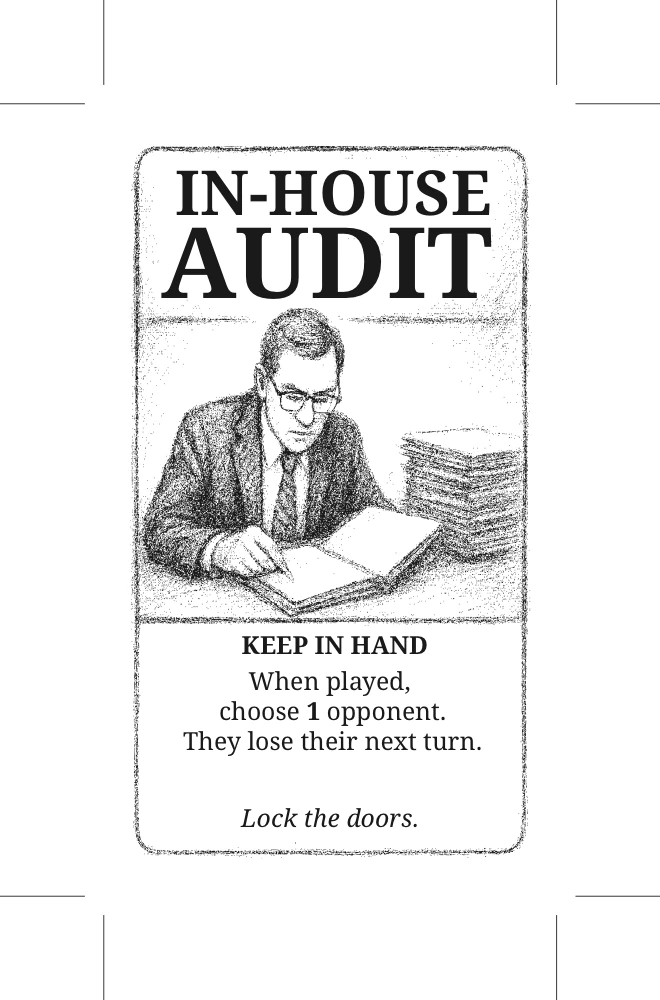 IN-HOUSE
AUDIT
KEEP IN HAND
When played,
choose 1 opponent.
They lose their next turn.
Lock the doors.